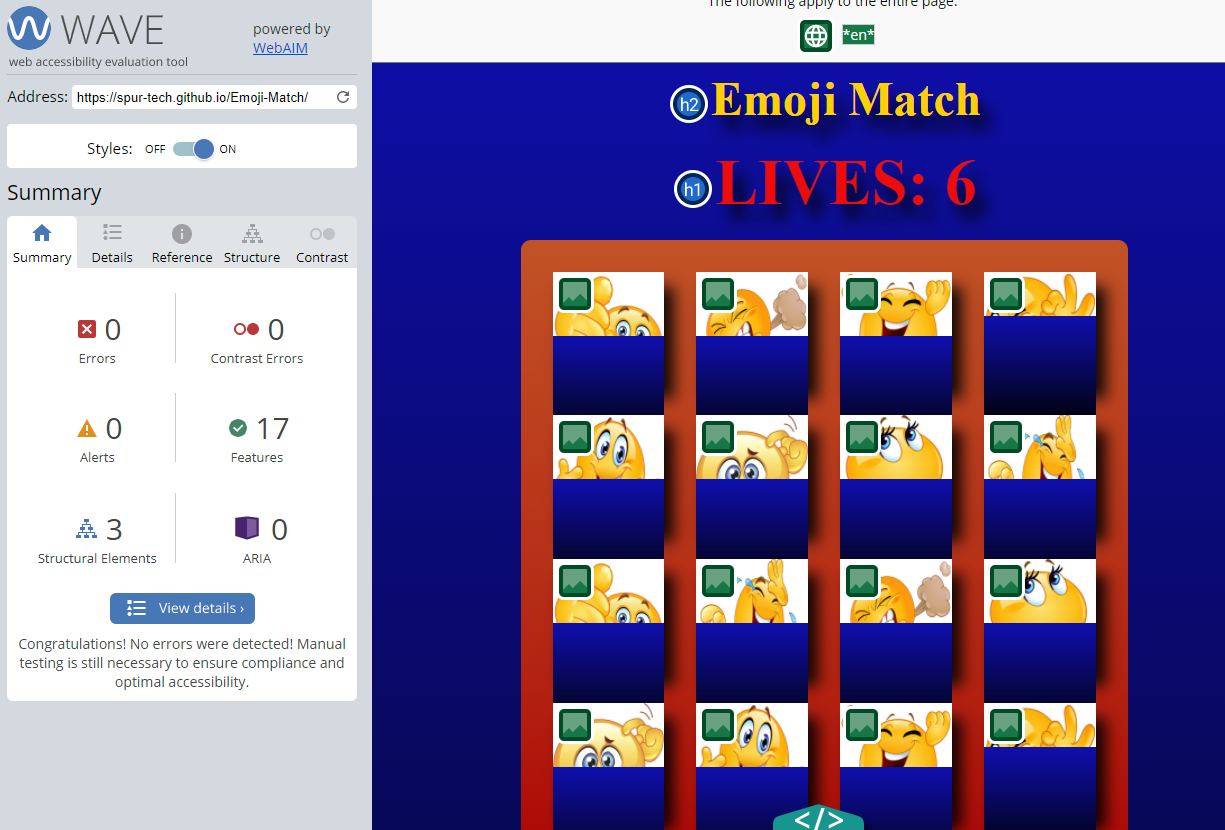 WAVE
powered by
WebAIM
web accessibility evaluation tool
Address: https://spur-tech.github.io/Emoji-Match/
Styles: OFF ON
Summary
Summary Details Reference Structure Contrast
0 0
Errors Contrast Errors
0 17
Alerts Features
3 0
Structural Elements ARIA
View details ›
Congratulations! No errors were detected! Manual
testing is still necessary to ensure compliance and
optimal accessibility.
The following apply to the entire page:
*en*
h2 Emoji Match
h1 LIVES: 6
</>